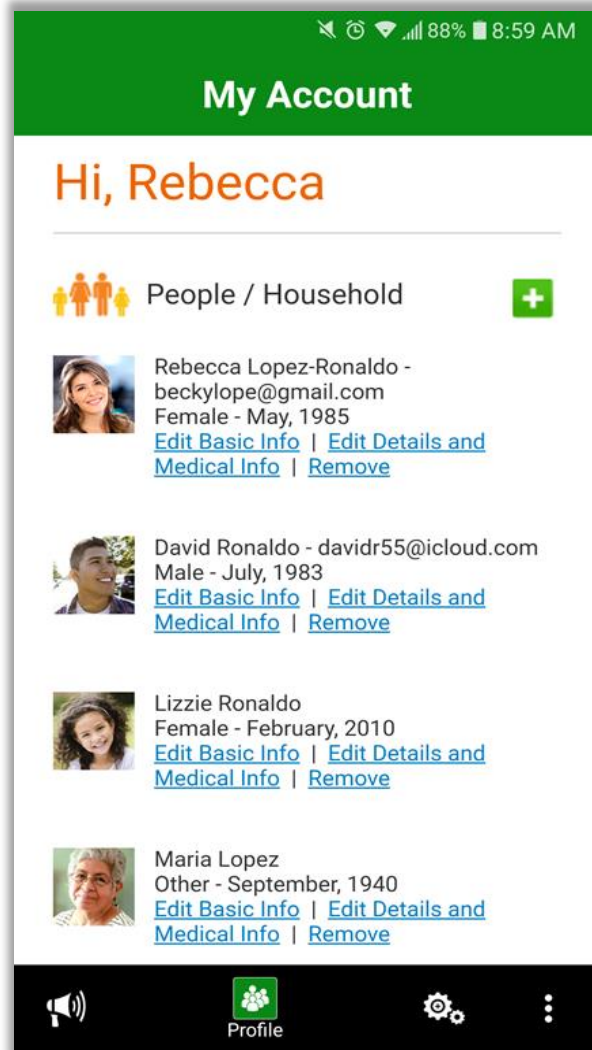 88% 8:59 AM
My Account
Hi, Rebecca
People / Household
Rebecca Lopez-Ronaldo -
beckylope@gmail.com
Female - May, 1985
Edit Basic Info | Edit Details and
Medical Info | Remove
David Ronaldo - davidr55@icloud.com
Male - July, 1983
Edit Basic Info | Edit Details and
Medical Info | Remove
Lizzie Ronaldo
Female - February, 2010
Edit Basic Info | Edit Details and
Medical Info | Remove
Maria Lopez
Other - September, 1940
Edit Basic Info | Edit Details and
Medical Info | Remove
Profile